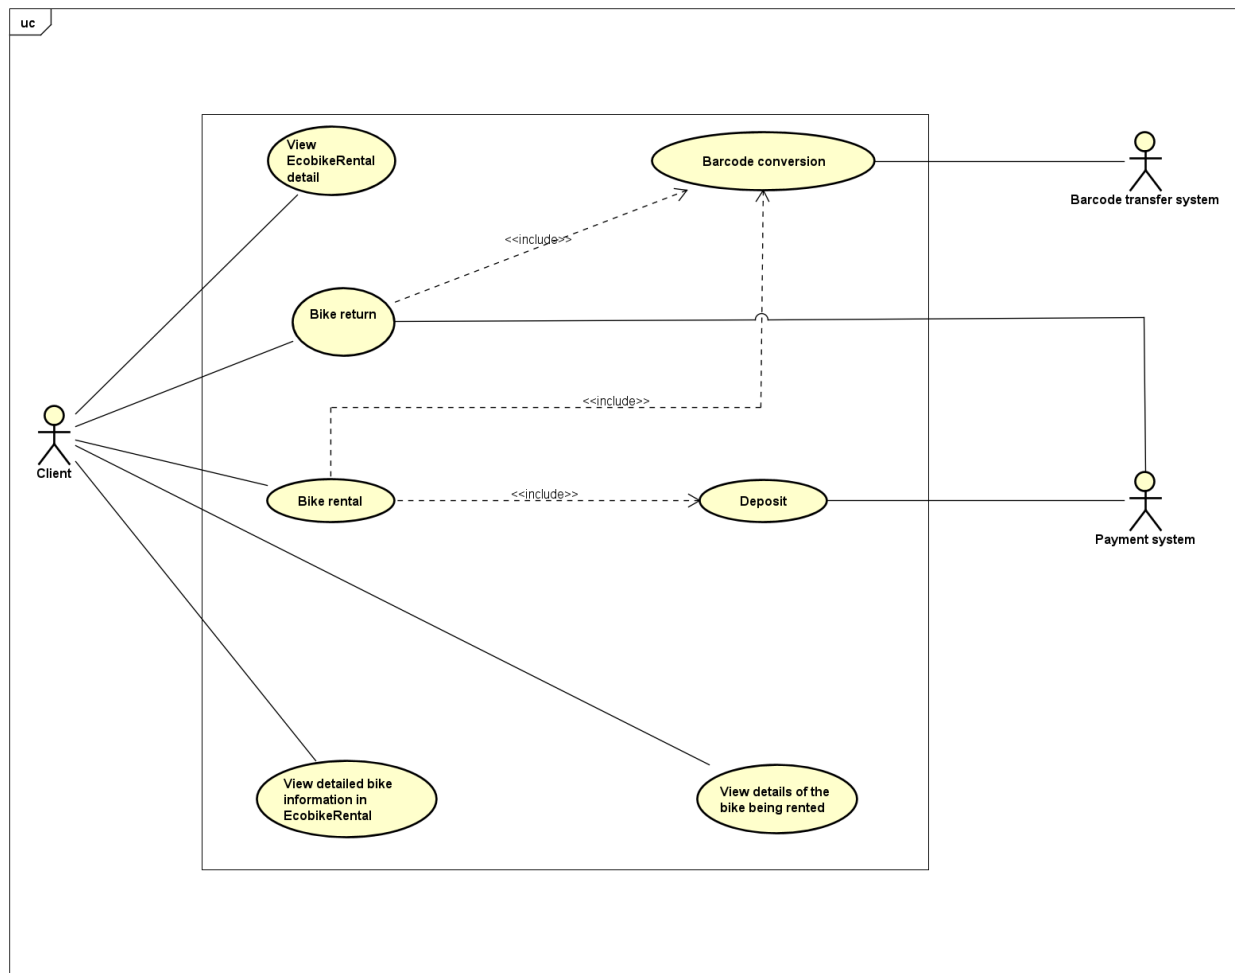 uc
View
EcobikeRental
detail
Barcode conversion
Barcode transfer system
<<include>>
Bike return
<<include>>
Client
Bike rental
<<include>>
Deposit
Payment system
View detailed bike
information in
EcobikeRental
View details of the
bike being rented